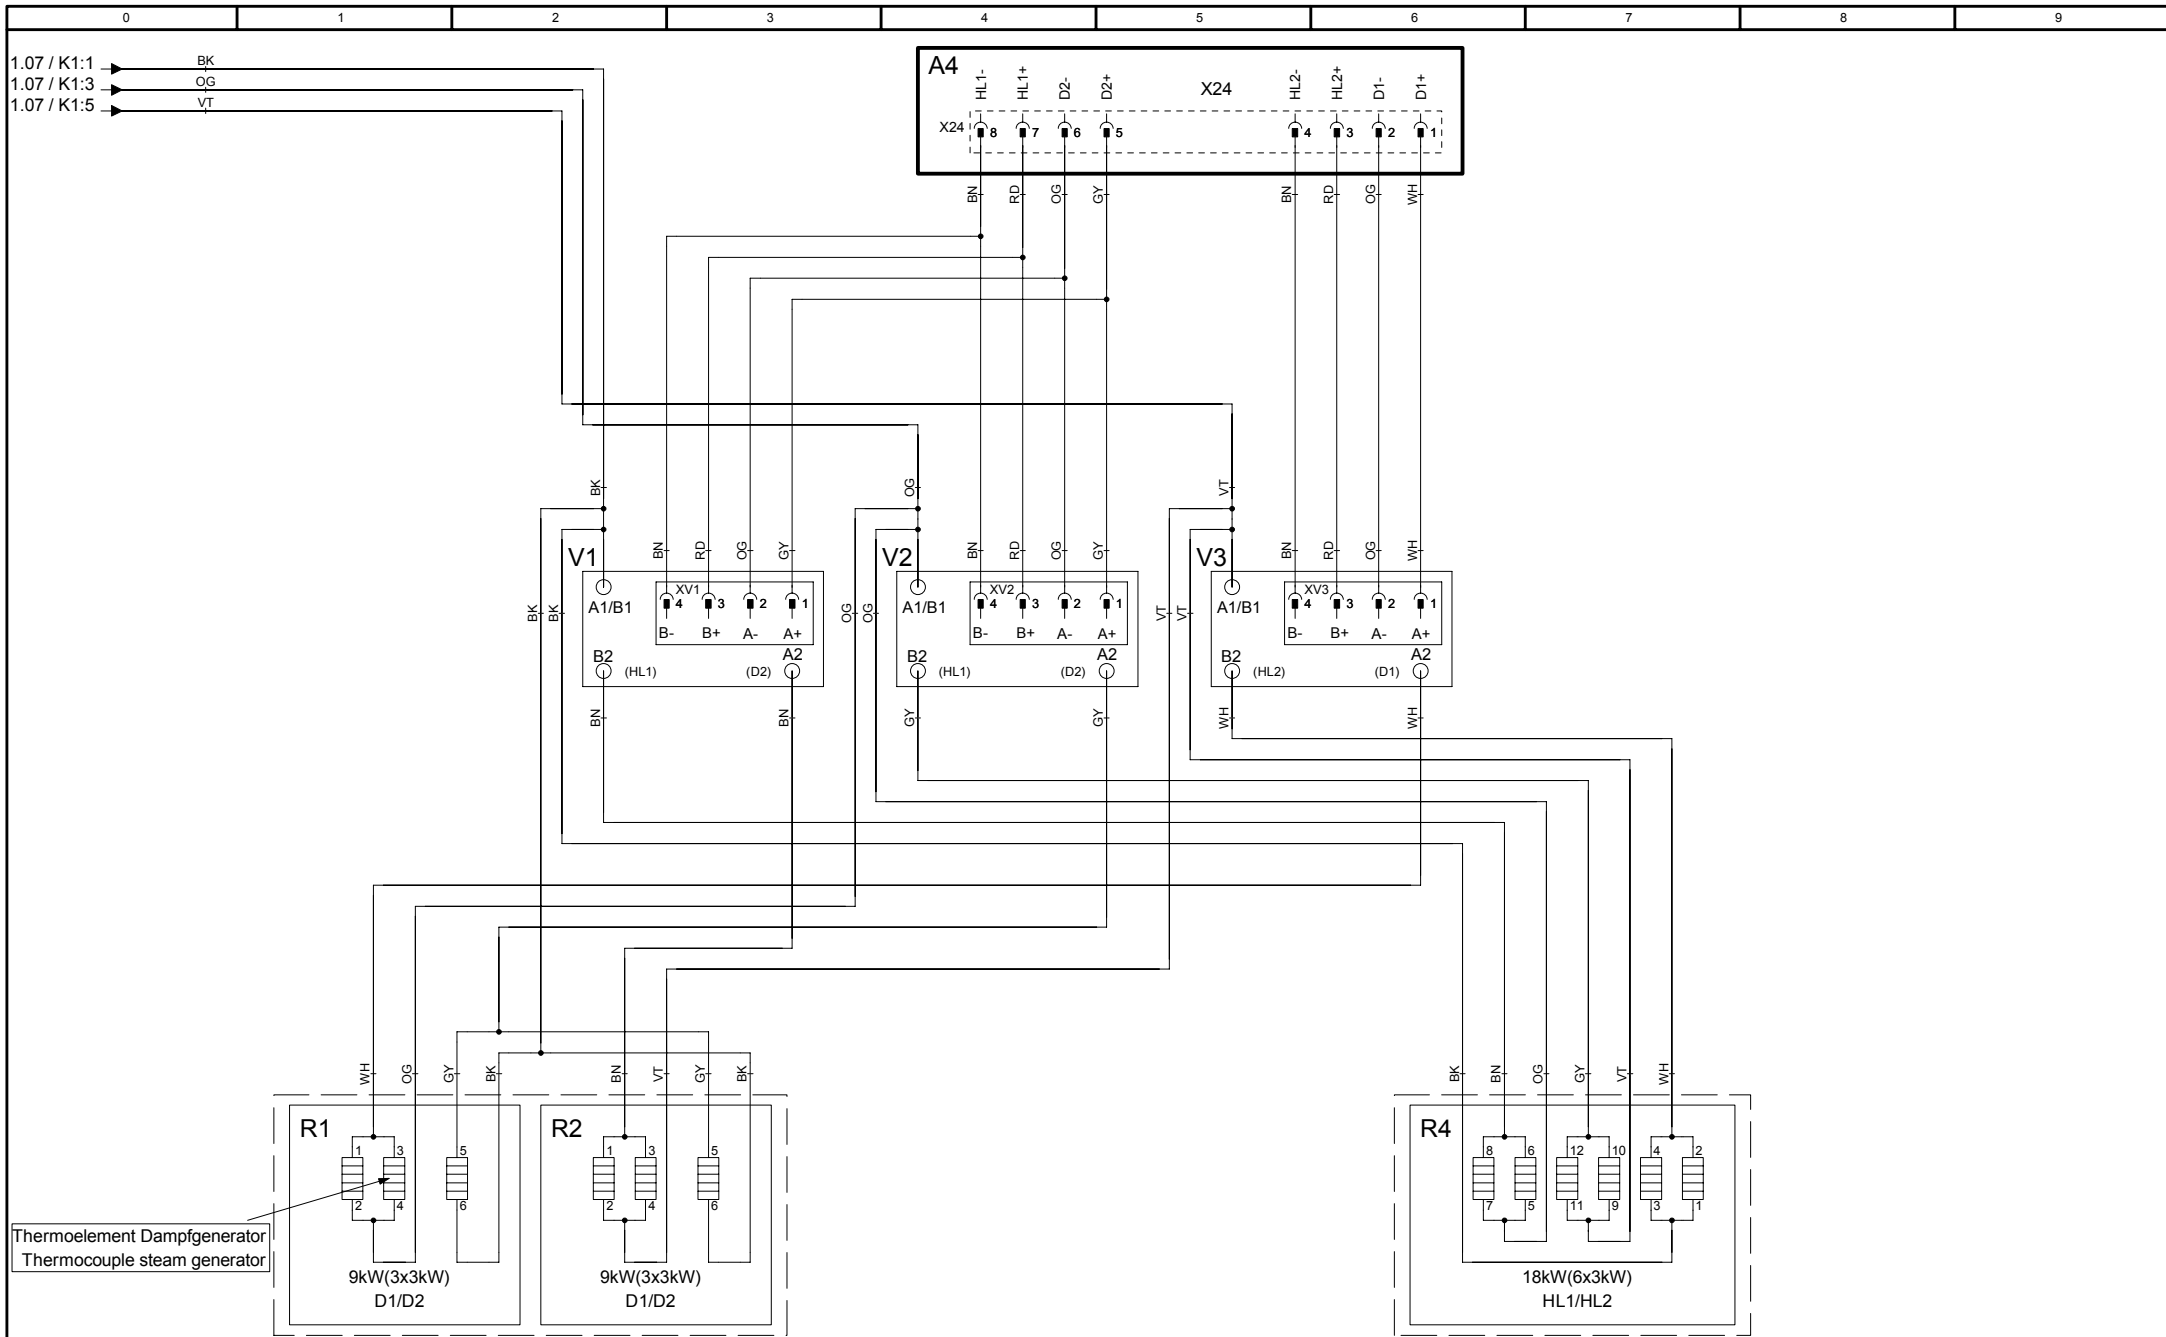 0 1 2 3 4 5 6 7 8 9
1.07 / K1:1 BK
1.07 / K1:3 OG
1.07 / K1:5 VT
A4
HL1- HL1+ D2- D2+ X24 HL2- HL2+ D1- D1+
X24 8 7 6 5 4 3 2 1
BN RD OG GY BN RD OG WH
BK OG VT
V1 BN RD OG GY V2 BN RD OG GY V3 BN RD OG WH
BK BK OG OG VT VT
A1/B1 XV1 4 3 2 1 A1/B1 XV2 4 3 2 1 A1/B1 XV3 4 3 2 1
B- B+ A- A+ B- B+ A- A+ B- B+ A- A+
B2 (HL1) (D2) A2 B2 (HL1) (D2) A2 B2 (HL2) (D1) A2
BN BN GY GY WH WH
WH OG GY BK BN VT GY BK BK BN OG GY VT WH
R1 R2 R4
1 3 5 1 3 5 8 6 12 10 4 2
2 4 6 2 4 6 7 5 11 9 3 1
Thermoelement Dampfgenerator
Thermocouple steam generator
9kW(3x3kW) 9kW(3x3kW) 18kW(6x3kW)
D1/D2 D1/D2 HL1/HL2